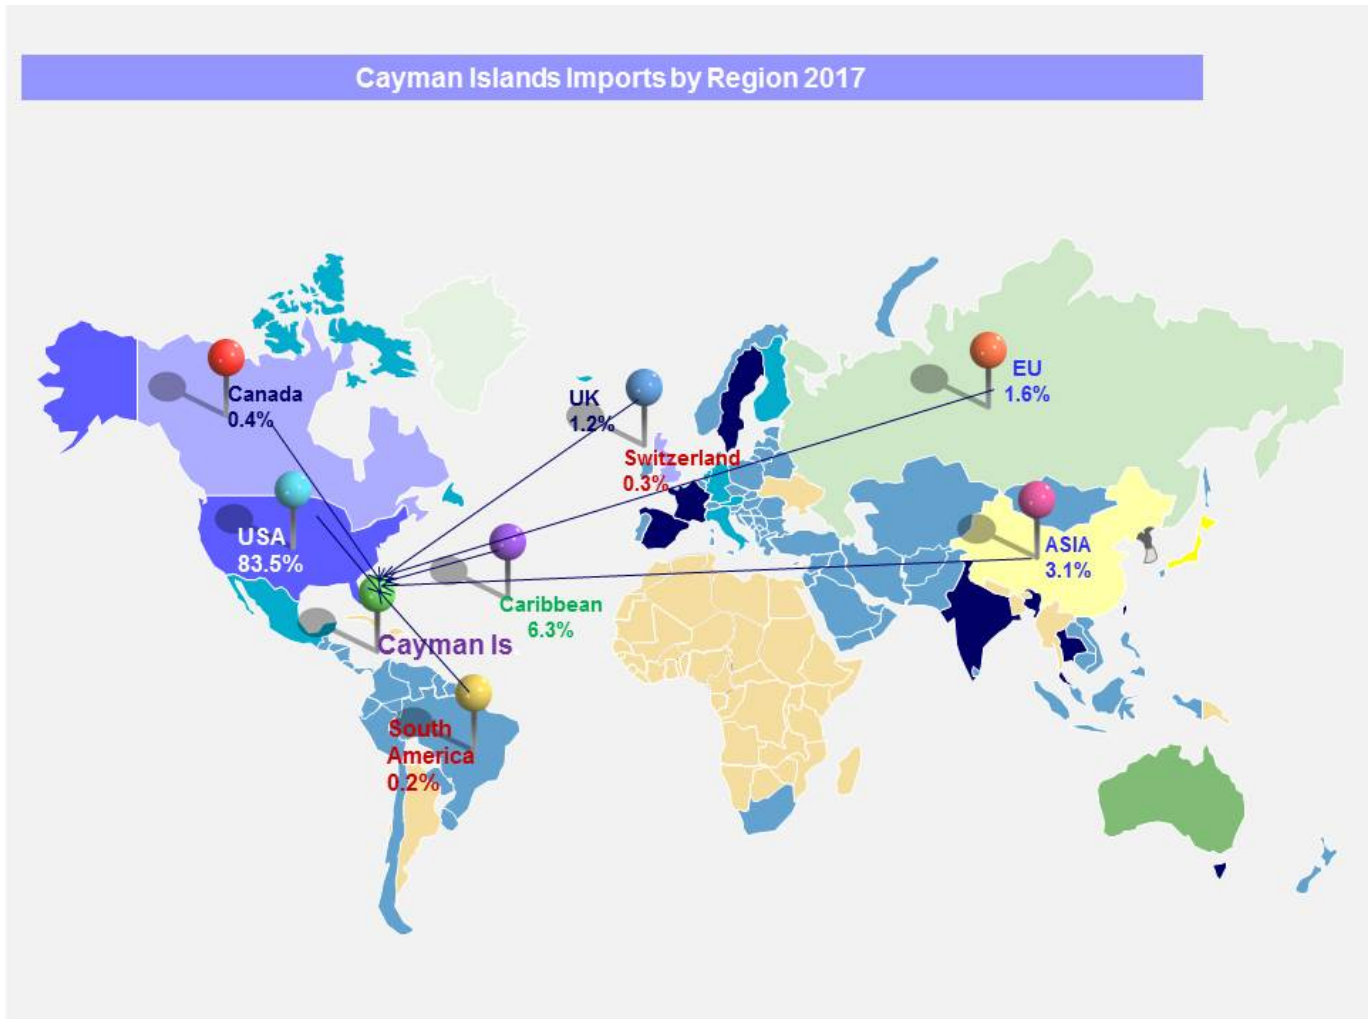 Cayman Islands Imports by Region 2017
Canada
0.4%
UK
1.2%
EU
1.6%
Switzerland
0.3%
USA
83.5%
ASIA
3.1%
Caribbean
6.3%
Cayman Is
South
America
0.2%